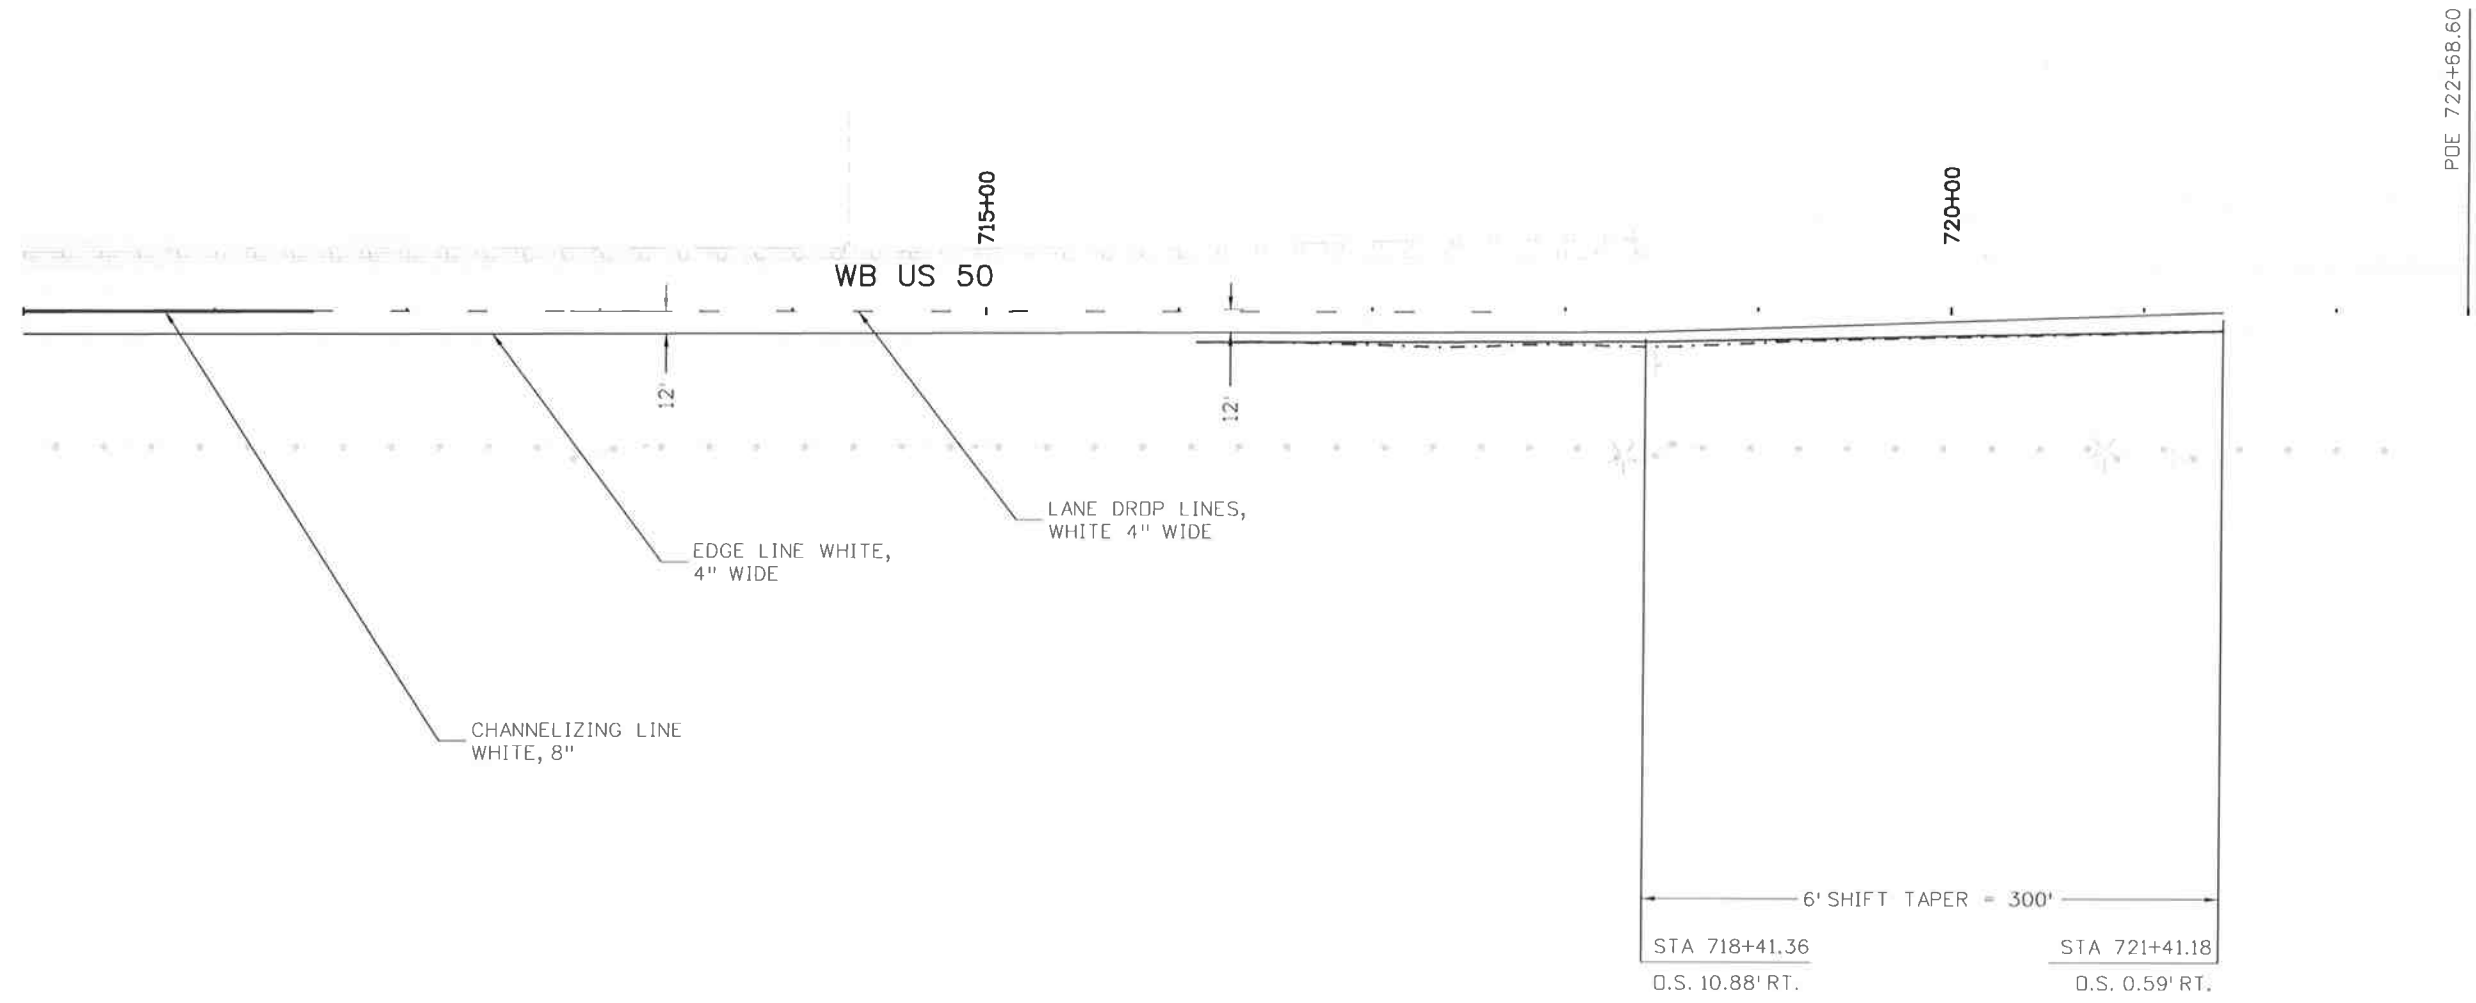 POE 722+68.60
715+00
720+00
WB US 50
12'
12'
LANE DROP LINES,
WHITE 4" WIDE
EDGE LINE WHITE,
4" WIDE
CHANNELIZING LINE
WHITE, 8"
6' SHIFT TAPER = 300'
STA 718+41.36
O.S. 10.88' RT.
STA 721+41.18
O.S. 0.59' RT.